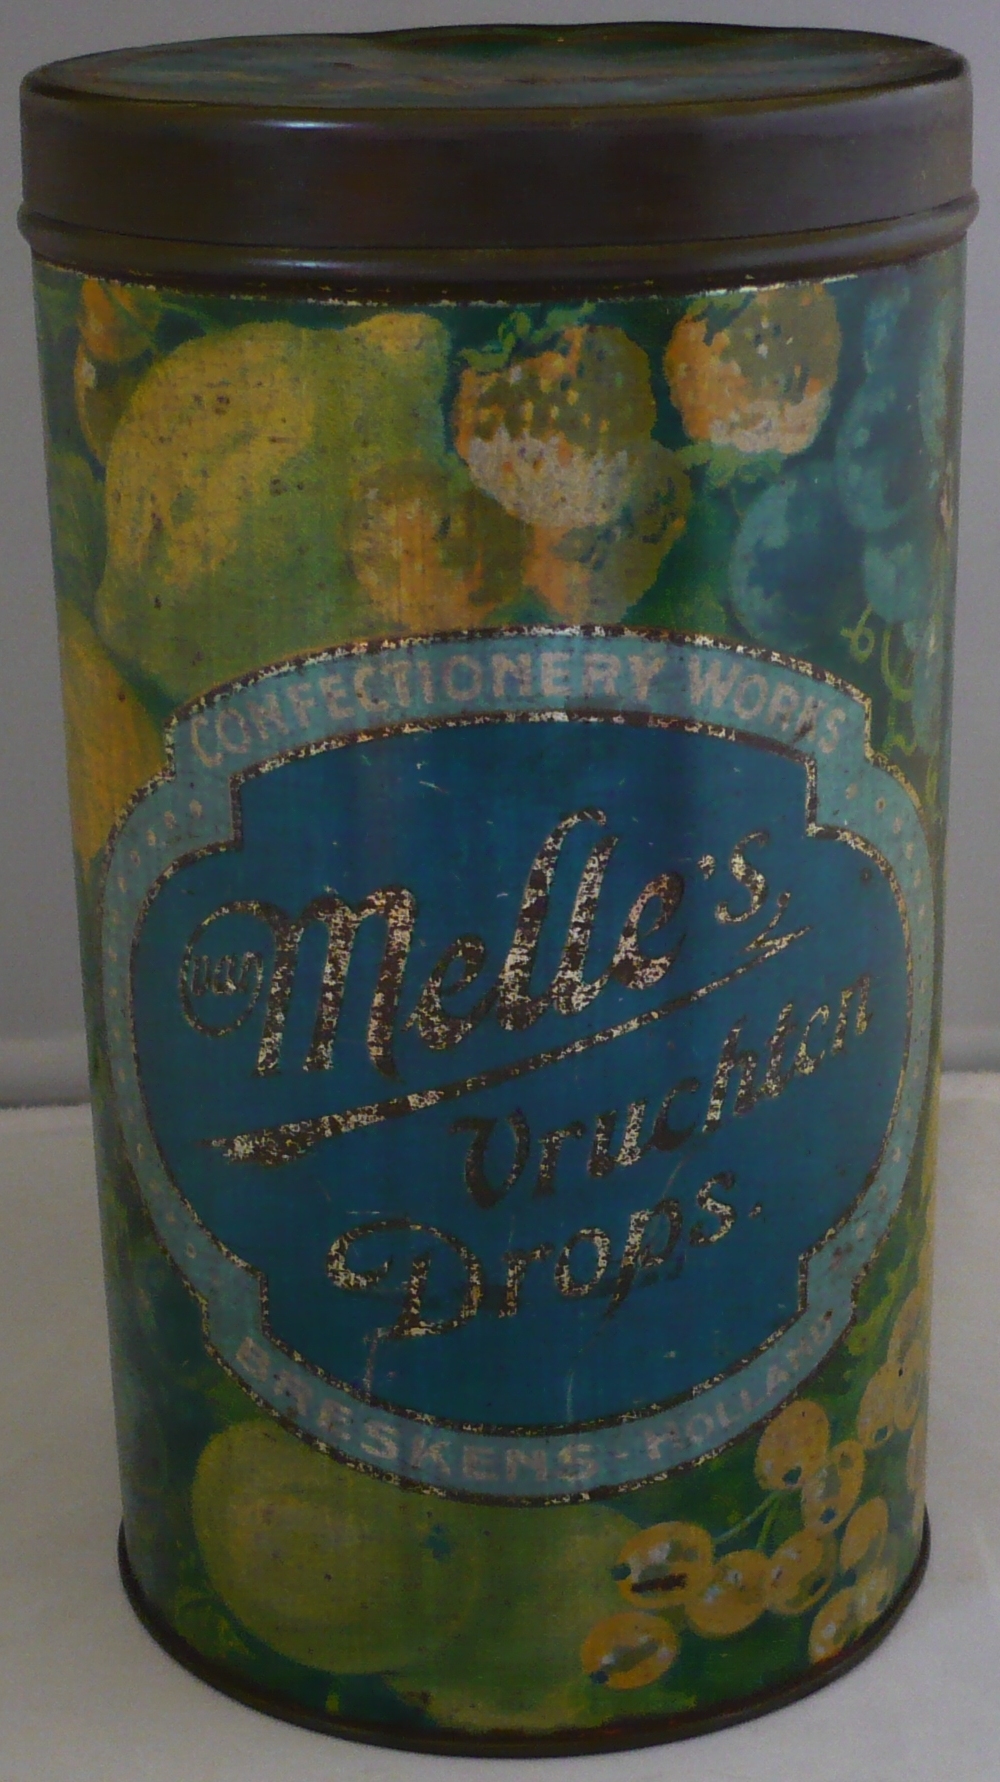 CONFECTIONERY WORKS
van Melle's,
Vruchten
Drops.
BRESKENS-HOLLAND